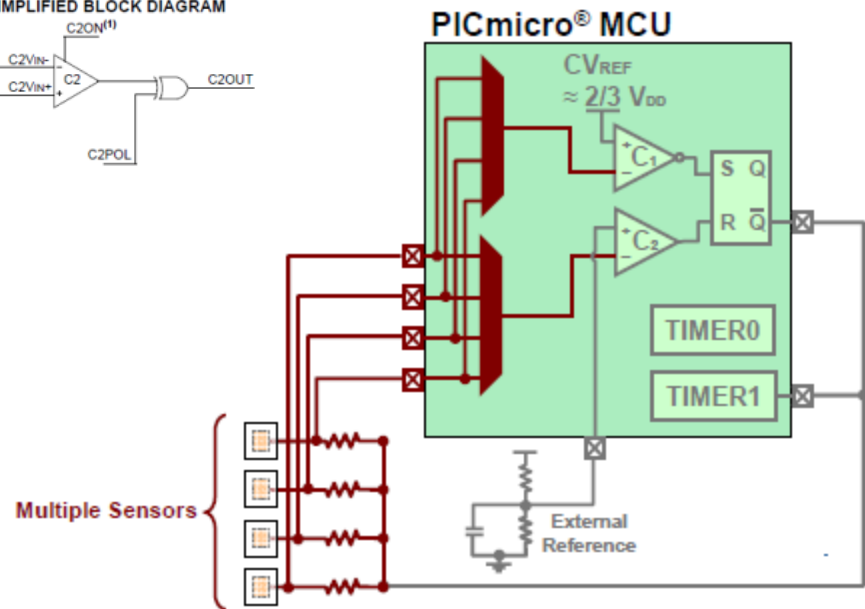 IMPLIFIED BLOCK DIAGRAM
C2ON(1)
C2VIN-
C2VIN+
-
+
C2
C2OUT
C2POL
PICmicro® MCU
CVREF
≈ 2/3 VDD
+
-
C1
S Q
R Q̅
+
-
C2
TIMER0
TIMER1
Multiple Sensors
External
Reference